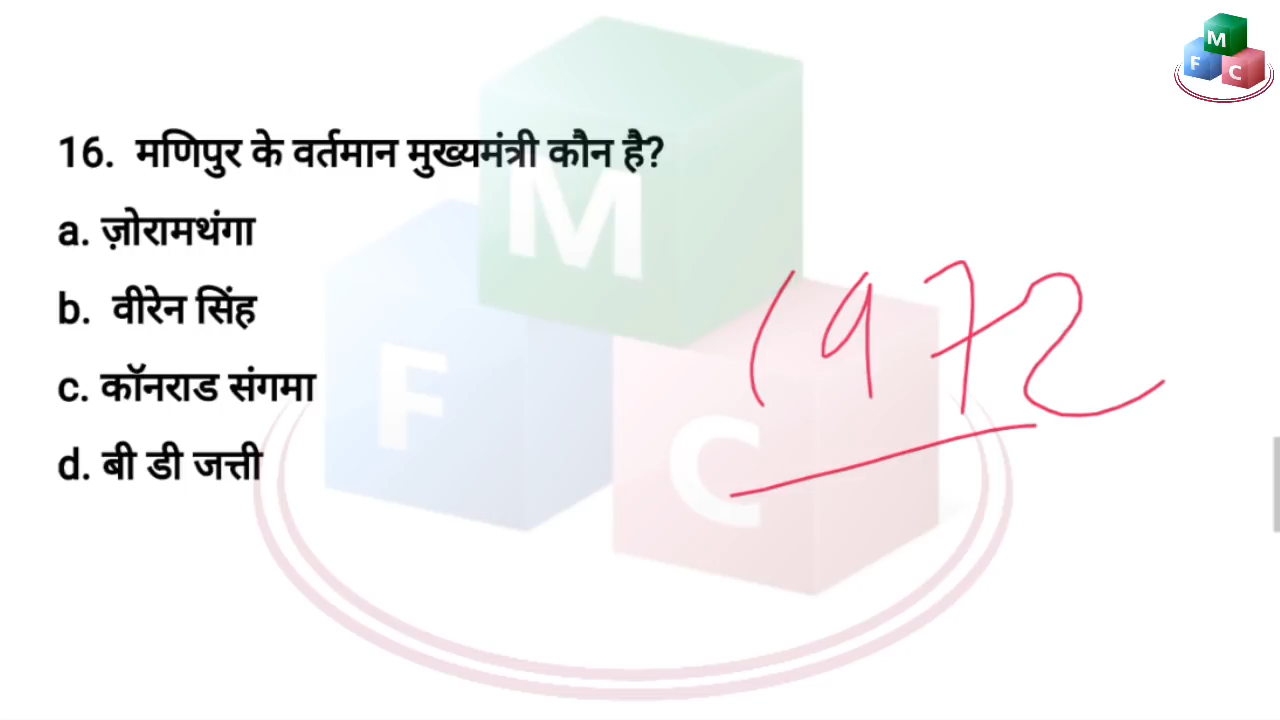 M
F C
16. मणिपुर के वर्तमान मुख्यमंत्री कौन है?
a. ज़ोरामथंगा
b. वीरेन सिंह
c. कॉनराड संगमा
d. बी डी जत्ती
1972
M
F
C